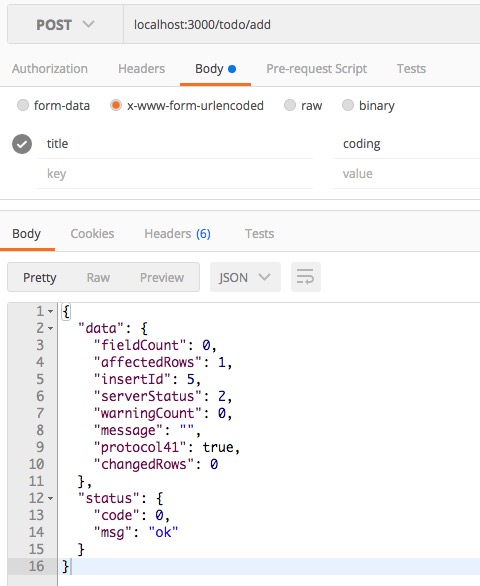 POST localhost:3000/todo/add
Authorization Headers Body Pre-request Script Tests
form-data x-www-form-urlencoded raw binary
title coding
key value
Body Cookies Headers (6) Tests
Pretty Raw Preview JSON
1 {
2 "data": {
3 "fieldCount": 0,
4 "affectedRows": 1,
5 "insertId": 5,
6 "serverStatus": 2,
7 "warningCount": 0,
8 "message": "",
9 "protocol41": true,
10 "changedRows": 0
11 },
12 "status": {
13 "code": 0,
14 "msg": "ok"
15 }
16 }